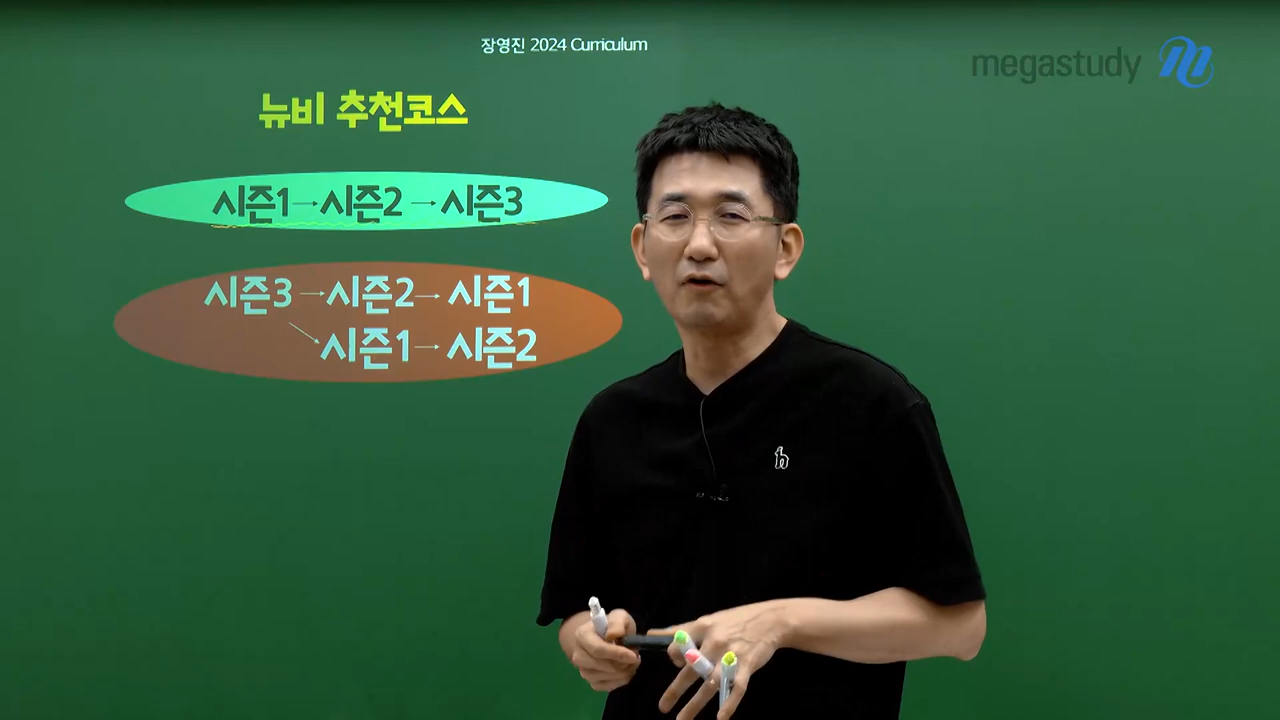 장영진 2024 Curriculum
megastudy
뉴비 추천코스
시즌1→시즌2 →시즌3
시즌3 →시즌2→ 시즌1
시즌1→ 시즌2